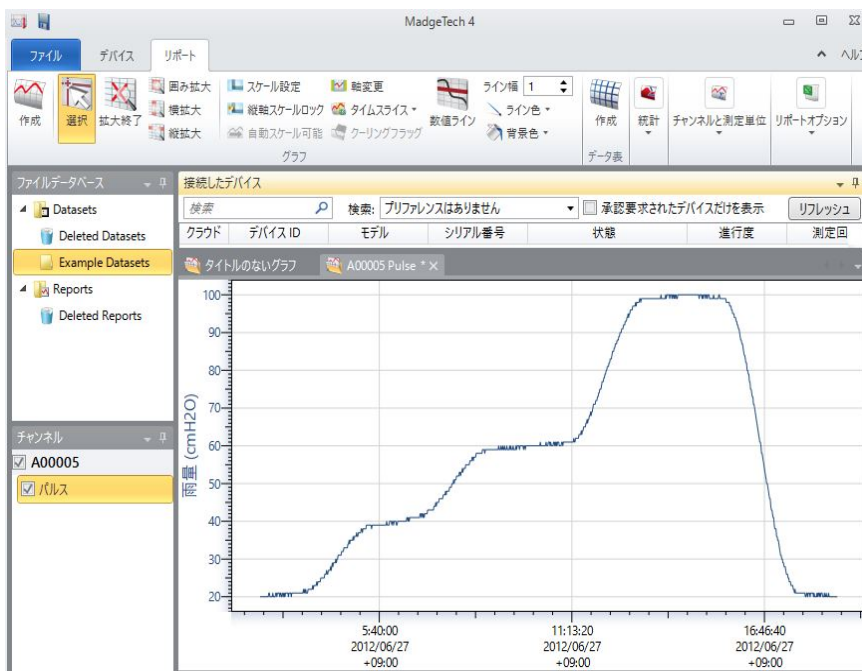 MadgeTech 4
ファイル デバイス リポート
作成
選択 拡大終了
囲み拡大
横拡大
縦拡大
スケール設定
縦軸スケールロック
自動スケール可能
軸変更
タイムスライス
クーリングフラッグ
数値ライン
ライン幅 1
ライン色
背景色
グラフ
作成
データ表
統計
チャンネルと測定単位
リポートオプション
ファイルデータベース
Datasets
Deleted Datasets
Example Datasets
Reports
Deleted Reports
チャンネル
A00005
パルス
接続したデバイス
検索 検索: プリファレンスはありません 承認要求されたデバイスだけを表示 リフレッシュ
クラウド デバイス ID モデル シリアル番号 状態 進行度 測定回
タイトルのないグラフ A00005 Pulse *
雨量 (cmH2O)
100
90
80
70
60
50
40
30
20
5:40:00 11:13:20 16:46:40
2012/06/27 2012/06/27 2012/06/27
+09:00 +09:00 +09:00